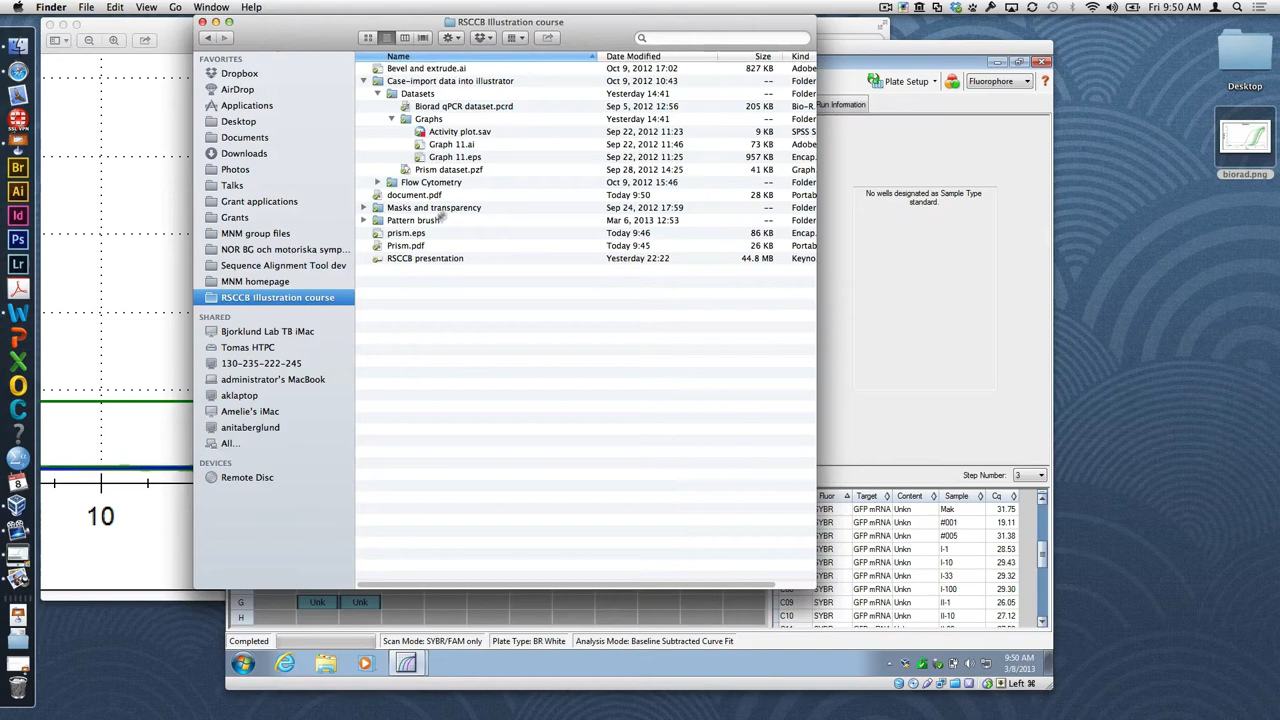 Finder File Edit View Go Window Help
Fri 9:50 AM
RSCCB Illustration course
FAVORITES
Dropbox
AirDrop
Applications
Desktop
Documents
Downloads
Photos
Talks
Grant applications
Grants
MNM group files
NOR BG och motoriska symp...
Sequence Alignment Tool dev
MNM homepage
RSCCB Illustration course
SHARED
Bjorklund Lab TB iMac
Tomas HTPC
130-235-222-245
administrator's MacBook
aklaptop
Amelie's iMac
anitaberglund
All...
DEVICES
Remote Disc
Name Date Modified Size Kind
Bevel and extrude.ai Oct 9, 2012 17:02 827 KB Adobe
Case-import data into illustrator Oct 9, 2012 10:43 -- Folder
Datasets Yesterday 14:41 -- Folder
Biorad qPCR dataset.pcrd Sep 5, 2012 12:56 205 KB Bio-R
Graphs Yesterday 14:41 -- Folder
Activity plot.sav Sep 22, 2012 11:23 9 KB SPSS S
Graph 11.ai Sep 22, 2012 11:46 73 KB Adobe
Graph 11.eps Sep 22, 2012 11:25 957 KB Encap
Prism dataset.pzf Sep 28, 2012 14:25 41 KB Graph
Flow Cytometry Oct 9, 2012 15:46 -- Folder
document.pdf Today 9:50 28 KB Portab
Masks and transparency Sep 24, 2012 17:59 -- Folder
Pattern brush Mar 6, 2013 12:53 -- Folder
prism.eps Today 9:46 86 KB Encap
Prism.pdf Today 9:45 26 KB Portab
RSCCB presentation Yesterday 22:22 44.8 MB Keyno
Plate Setup Fluorophore ?
Run Information
No wells designated as Sample Type
standard.
Step Number: 3
Fluor Target Content Sample Cq
SYBR GFP mRNA Unkn Mak 31.75
SYBR GFP mRNA Unkn #001 19.11
SYBR GFP mRNA Unkn #005 31.38
SYBR GFP mRNA Unkn I-1 28.53
SYBR GFP mRNA Unkn I-10 29.43
SYBR GFP mRNA Unkn I-33 29.32
SYBR GFP mRNA Unkn I-100 29.30
C09 SYBR GFP mRNA Unkn II-1 26.05
C10 SYBR GFP mRNA Unkn II-10 27.12
G Unk Unk
H
Completed Scan Mode: SYBR/FAM only Plate Type: BR White Analysis Mode: Baseline Subtracted Curve Fit
9:50 AM
3/8/2013
Left ⌘
10
Desktop
biorad.png
SSL VPN
Br
Ai
Id
Ps
Lr
8